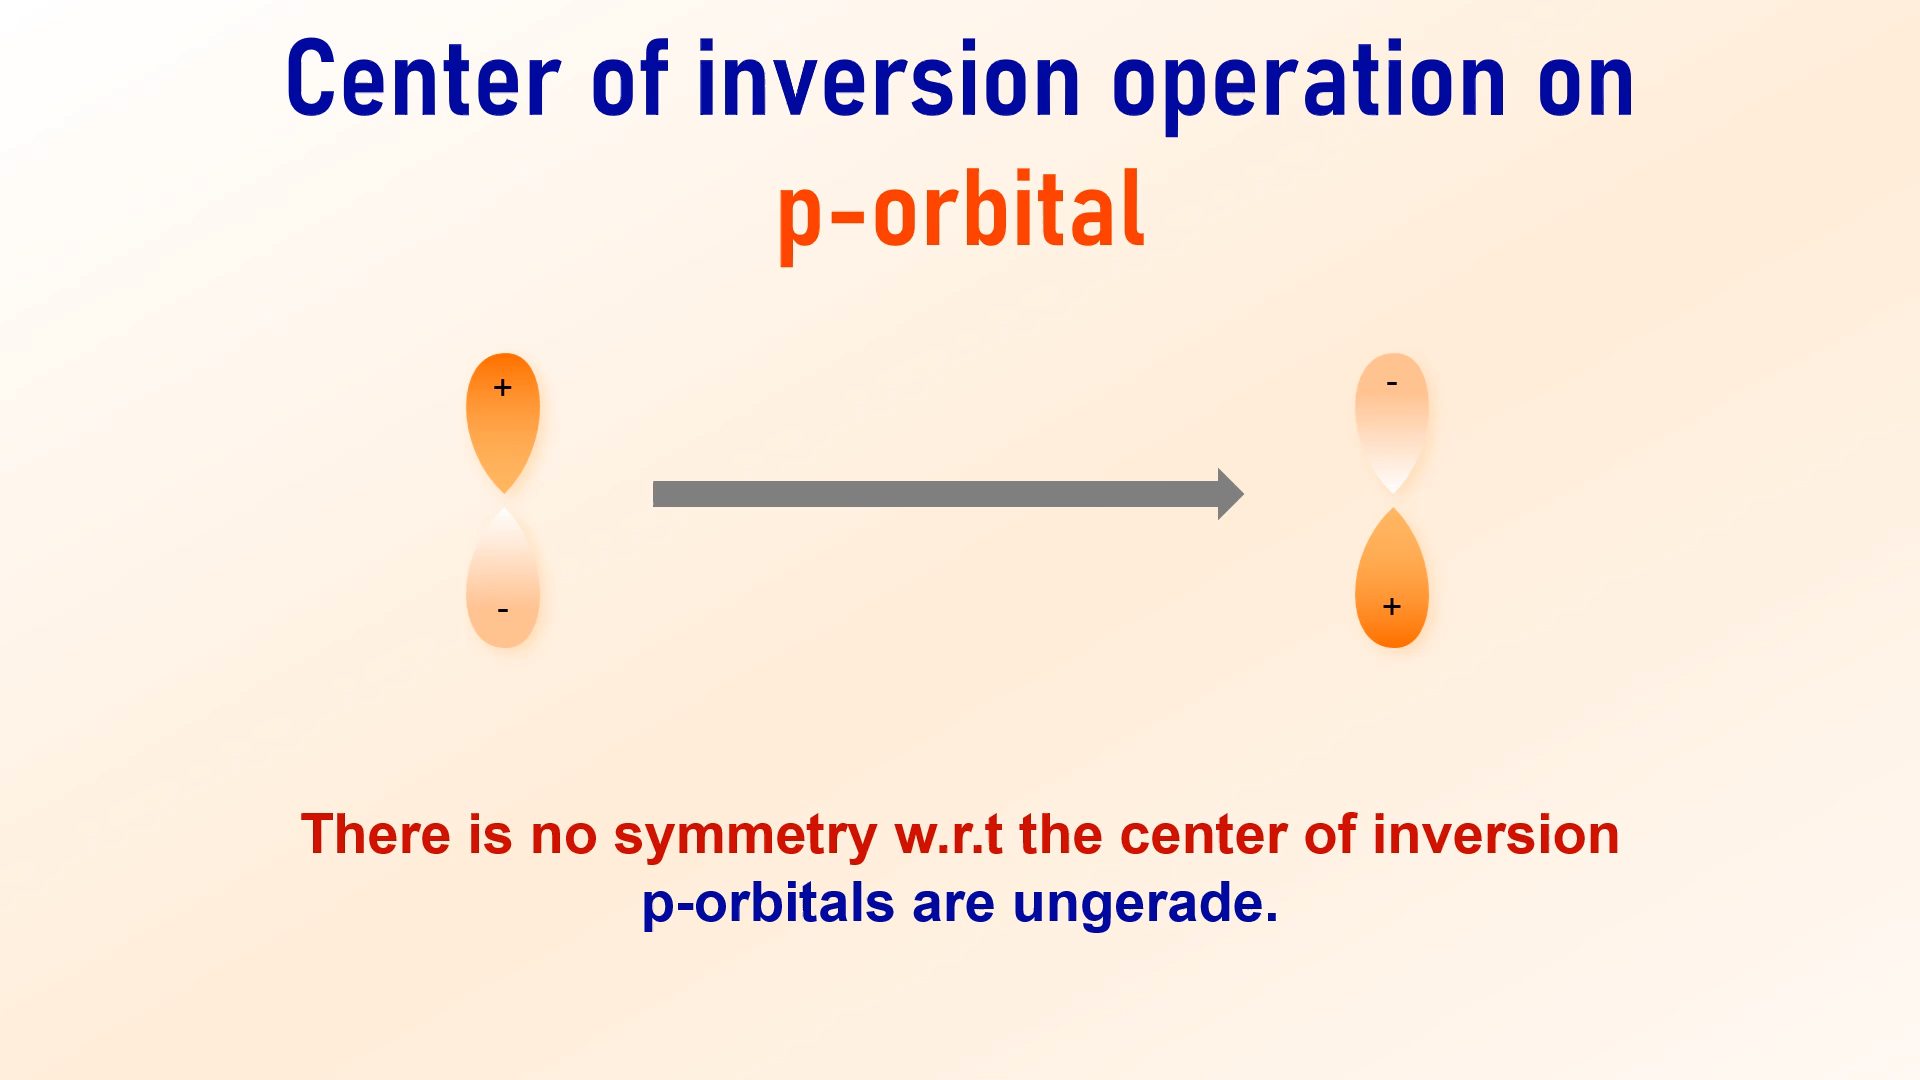 Center of inversion operation on
p-orbital
+
-
-
+
There is no symmetry w.r.t the center of inversion
p-orbitals are ungerade.